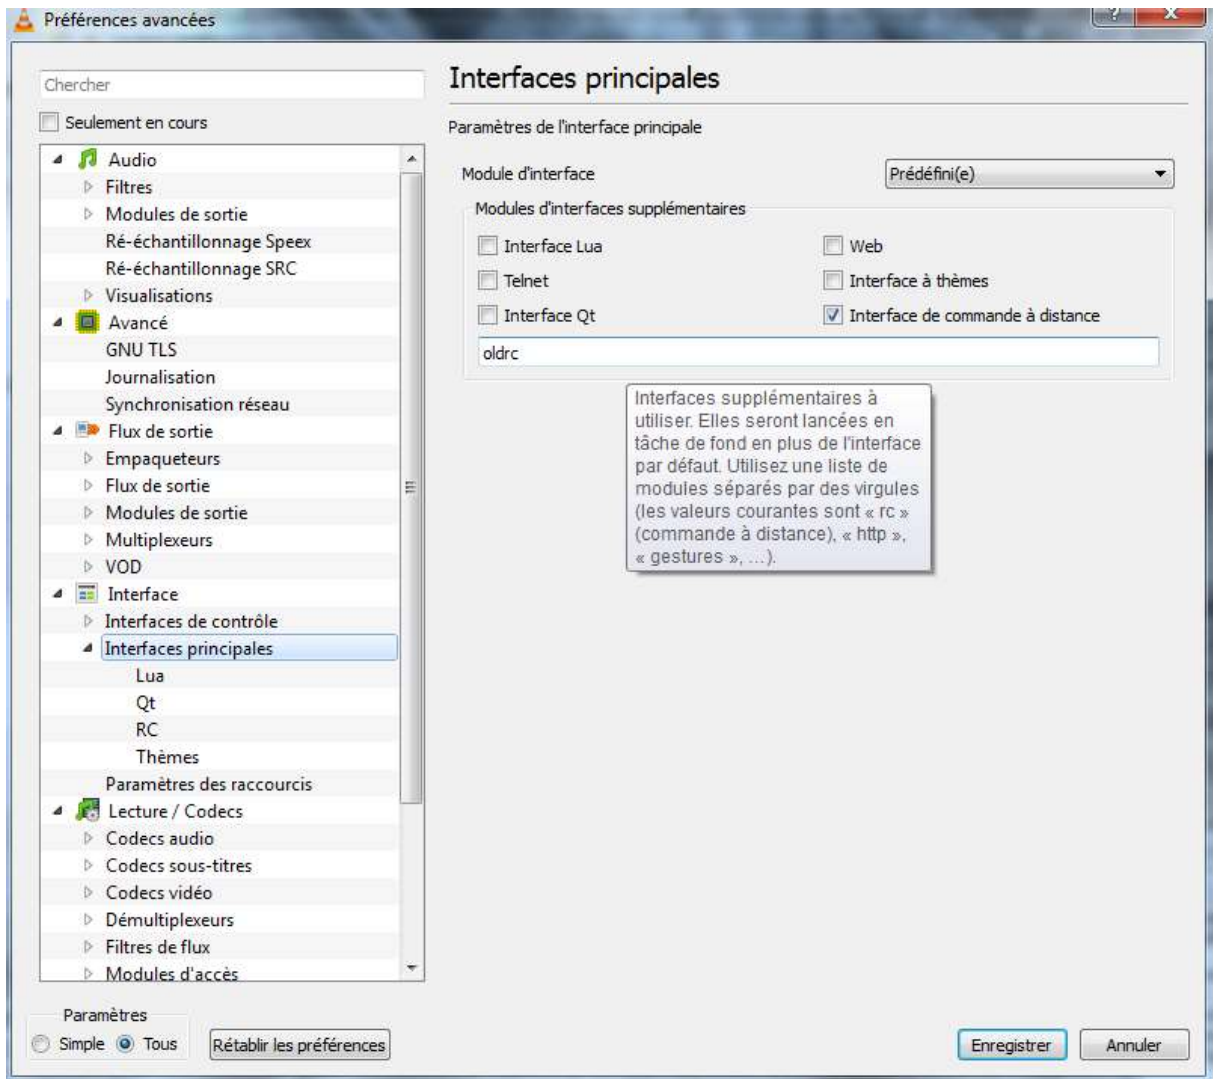 Préférences avancées
?
X
Chercher
Seulement en cours
Audio
Filtres
Modules de sortie
Ré-échantillonnage Speex
Ré-échantillonnage SRC
Visualisations
Avancé
GNU TLS
Journalisation
Synchronisation réseau
Flux de sortie
Empaqueteurs
Flux de sortie
Modules de sortie
Multiplexeurs
VOD
Interface
Interfaces de contrôle
Interfaces principales
Lua
Qt
RC
Thèmes
Paramètres des raccourcis
Lecture / Codecs
Codecs audio
Codecs sous-titres
Codecs vidéo
Démultiplexeurs
Filtres de flux
Modules d'accès
Interfaces principales
Paramètres de l'interface principale
Module d'interface
Prédéfini(e)
Modules d'interfaces supplémentaires
Interface Lua
Web
Telnet
Interface à thèmes
Interface Qt
Interface de commande à distance
oldrc
Interfaces supplémentaires à
utiliser. Elles seront lancées en
tâche de fond en plus de l'interface
par défaut. Utilisez une liste de
modules séparés par des virgules
(les valeurs courantes sont « rc »
(commande à distance), « http »,
« gestures », ...).
Paramètres
Simple
Tous
Rétablir les préférences
Enregistrer
Annuler